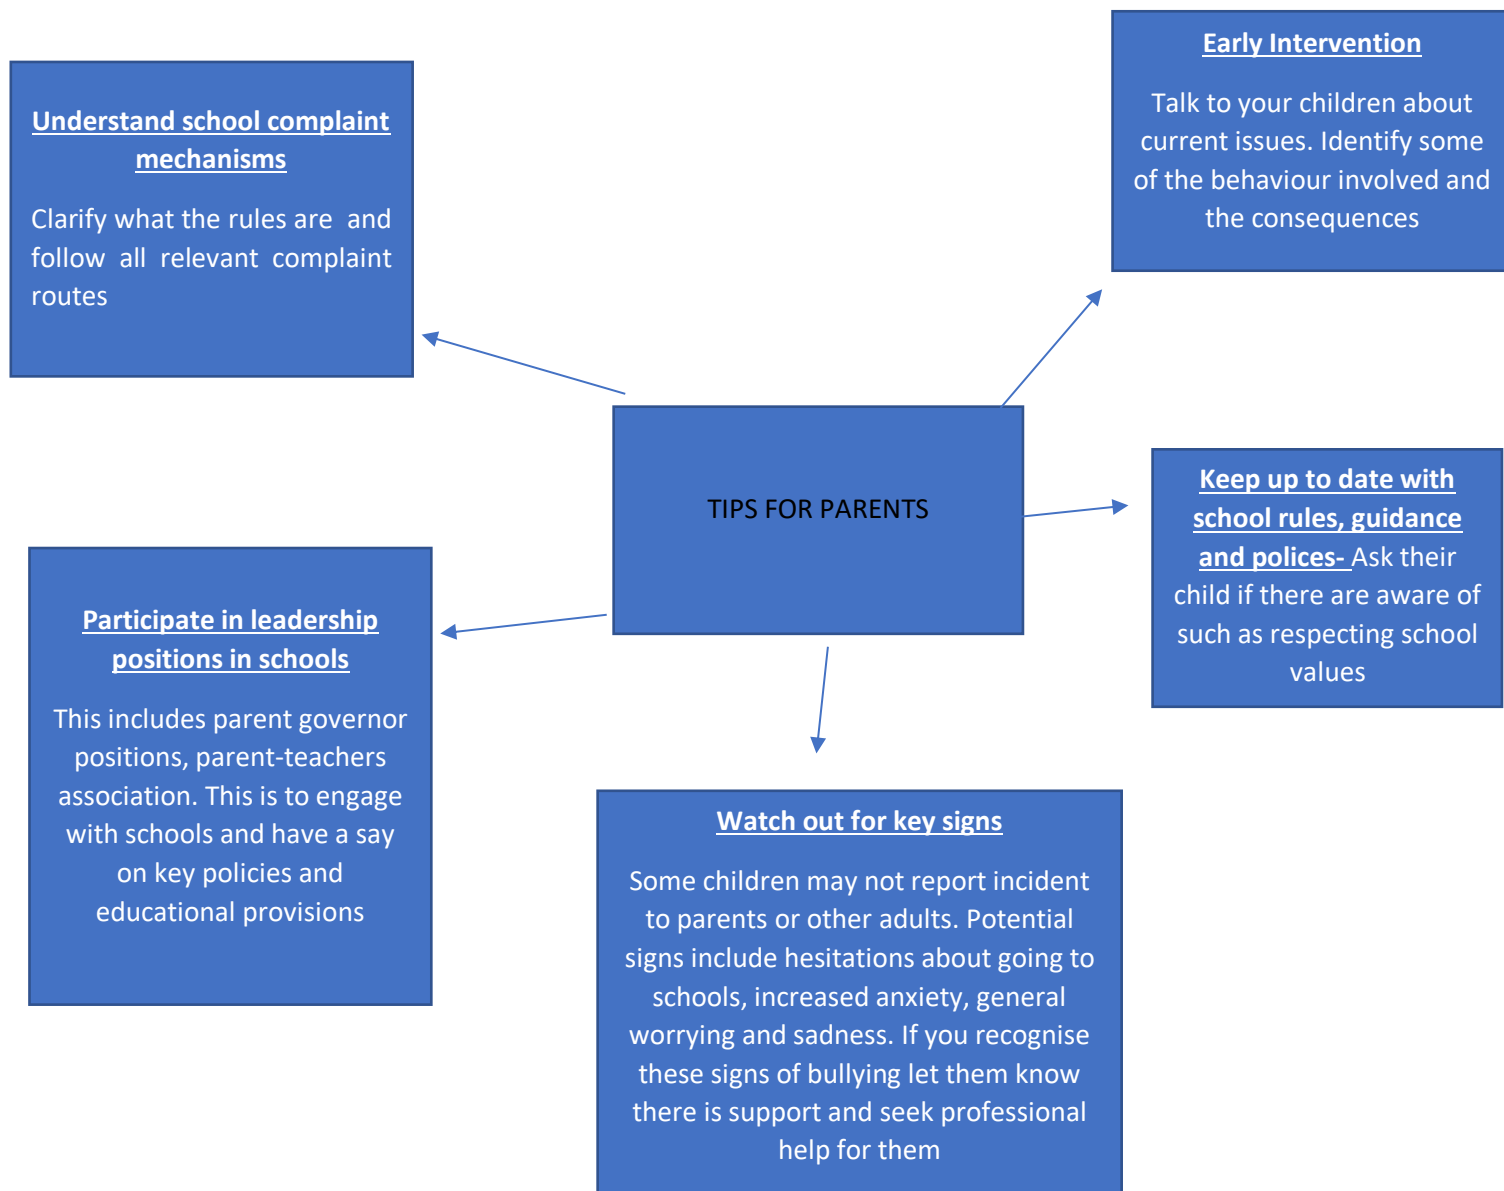 Understand school complaint
mechanisms
Clarify what the rules are and
follow all relevant complaint
routes
Early Intervention
Talk to your children about
current issues. Identify some
of the behaviour involved and
the consequences
TIPS FOR PARENTS
Keep up to date with
school rules, guidance
and polices- Ask their
child if there are aware of
such as respecting school
values
Participate in leadership
positions in schools
This includes parent governor
positions, parent-teachers
association. This is to engage
with schools and have a say
on key policies and
educational provisions
Watch out for key signs
Some children may not report incident
to parents or other adults. Potential
signs include hesitations about going to
schools, increased anxiety, general
worrying and sadness. If you recognise
these signs of bullying let them know
there is support and seek professional
help for them